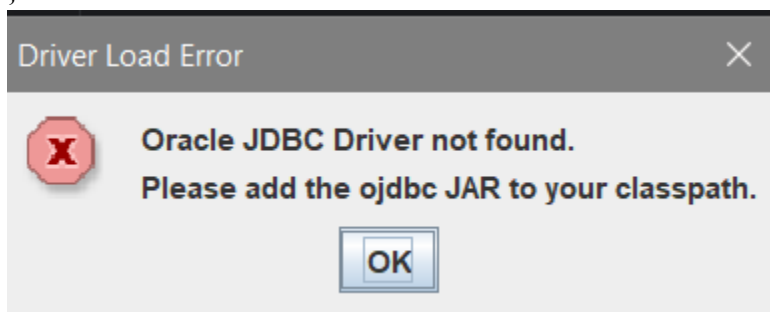 Driver Load Error
Oracle JDBC Driver not found.
Please add the ojdbc JAR to your classpath.
OK